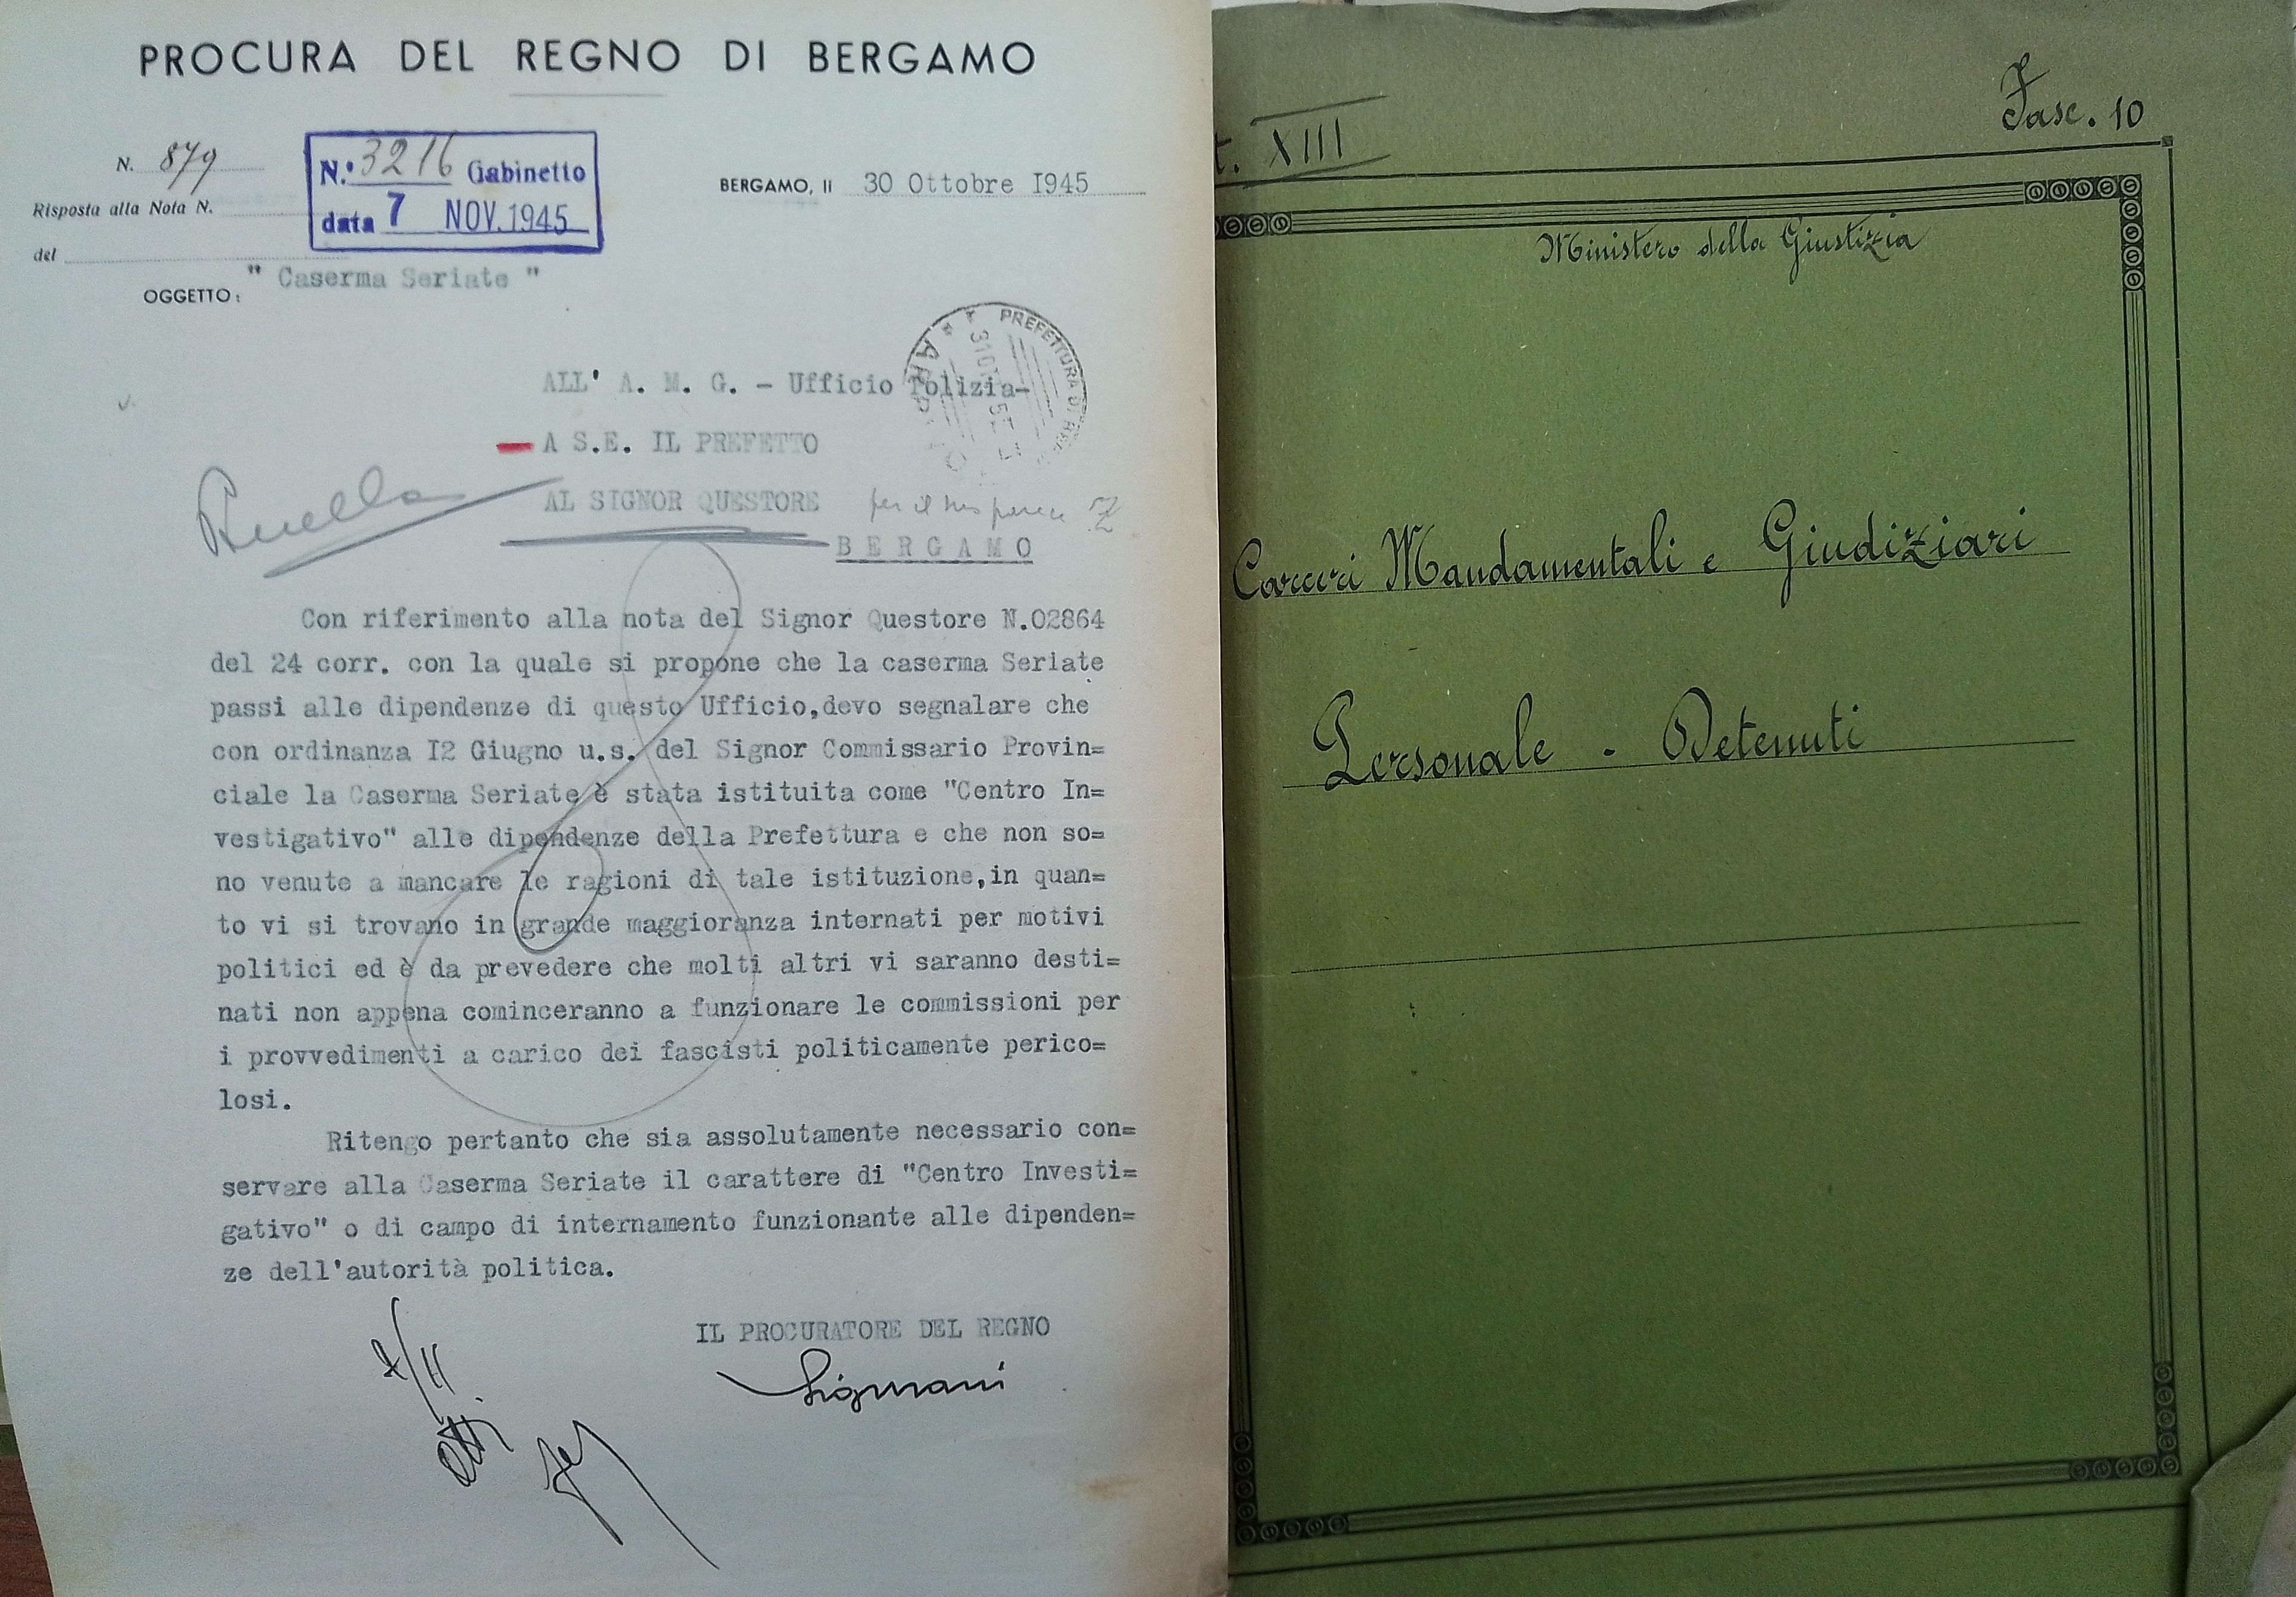 PROCURA DEL REGNO DI BERGAMO
N. 879
N.° 3216 Gabinetto
data 7 NOV. 1945
BERGAMO, lì 30 Ottobre I945
Risposta alla Nota N.
del
OGGETTO: " Caserma Seriate "
PREFETTURA DI
ALL' A. M. G. - Ufficio Polizia-
A S.E. IL PREFETTO
AL SIGNOR QUESTORE
per il
BERGAMO
Con riferimento alla nota del Signor Questore N.02864
del 24 corr. con la quale si propone che la caserma Seriate
passi alle dipendenze di questo Ufficio,devo segnalare che
con ordinanza I2 Giugno u.s. del Signor Commissario Provin=
ciale la Caserma Seriate è stata istituita come "Centro In=
vestigativo" alle dipendenze della Prefettura e che non so=
no venute a mancare le ragioni di tale istituzione,in quan=
to vi si trovano in grande maggioranza internati per motivi
politici ed è da prevedere che molti altri vi saranno desti=
nati non appena cominceranno a funzionare le commissioni per
i provvedimenti a carico dei fascisti politicamente perico=
losi.
Ritengo pertanto che sia assolutamente necessario con=
servare alla Caserma Seriate il carattere di "Centro Investi=
gativo" o di campo di internamento funzionante alle dipenden=
ze dell'autorità politica.
IL PROCURATORE DEL REGNO
atti
t. XIII
Fasc. 10
Ministero della Giustizia
Carceri Mandamentali e Giudiziari
Personale - Detenuti